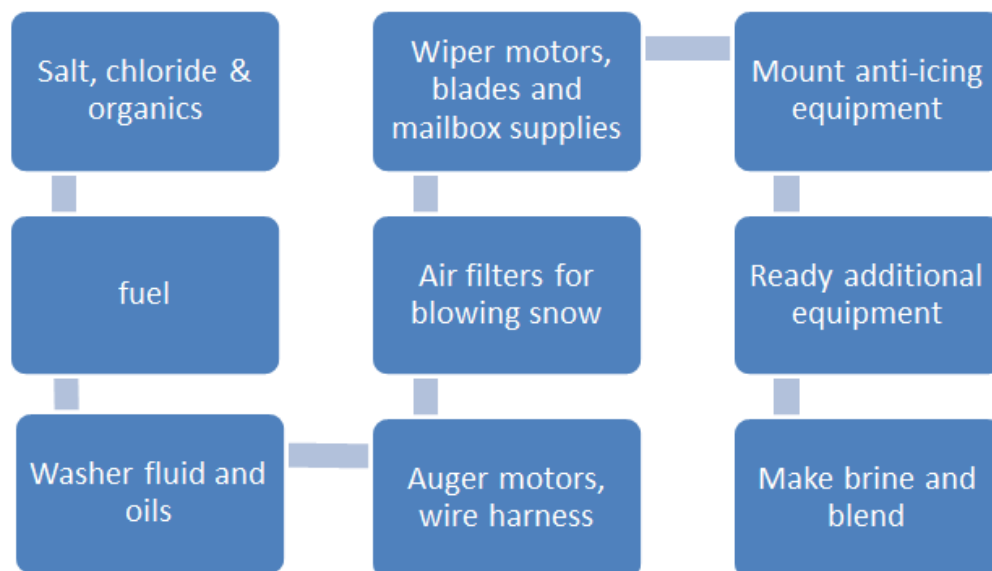 Salt, chloride &
organics
fuel
Washer fluid and
oils
Auger motors,
wire harness
Air filters for
blowing snow
Wiper motors,
blades and
mailbox supplies
Mount anti-icing
equipment
Ready additional
equipment
Make brine and
blend